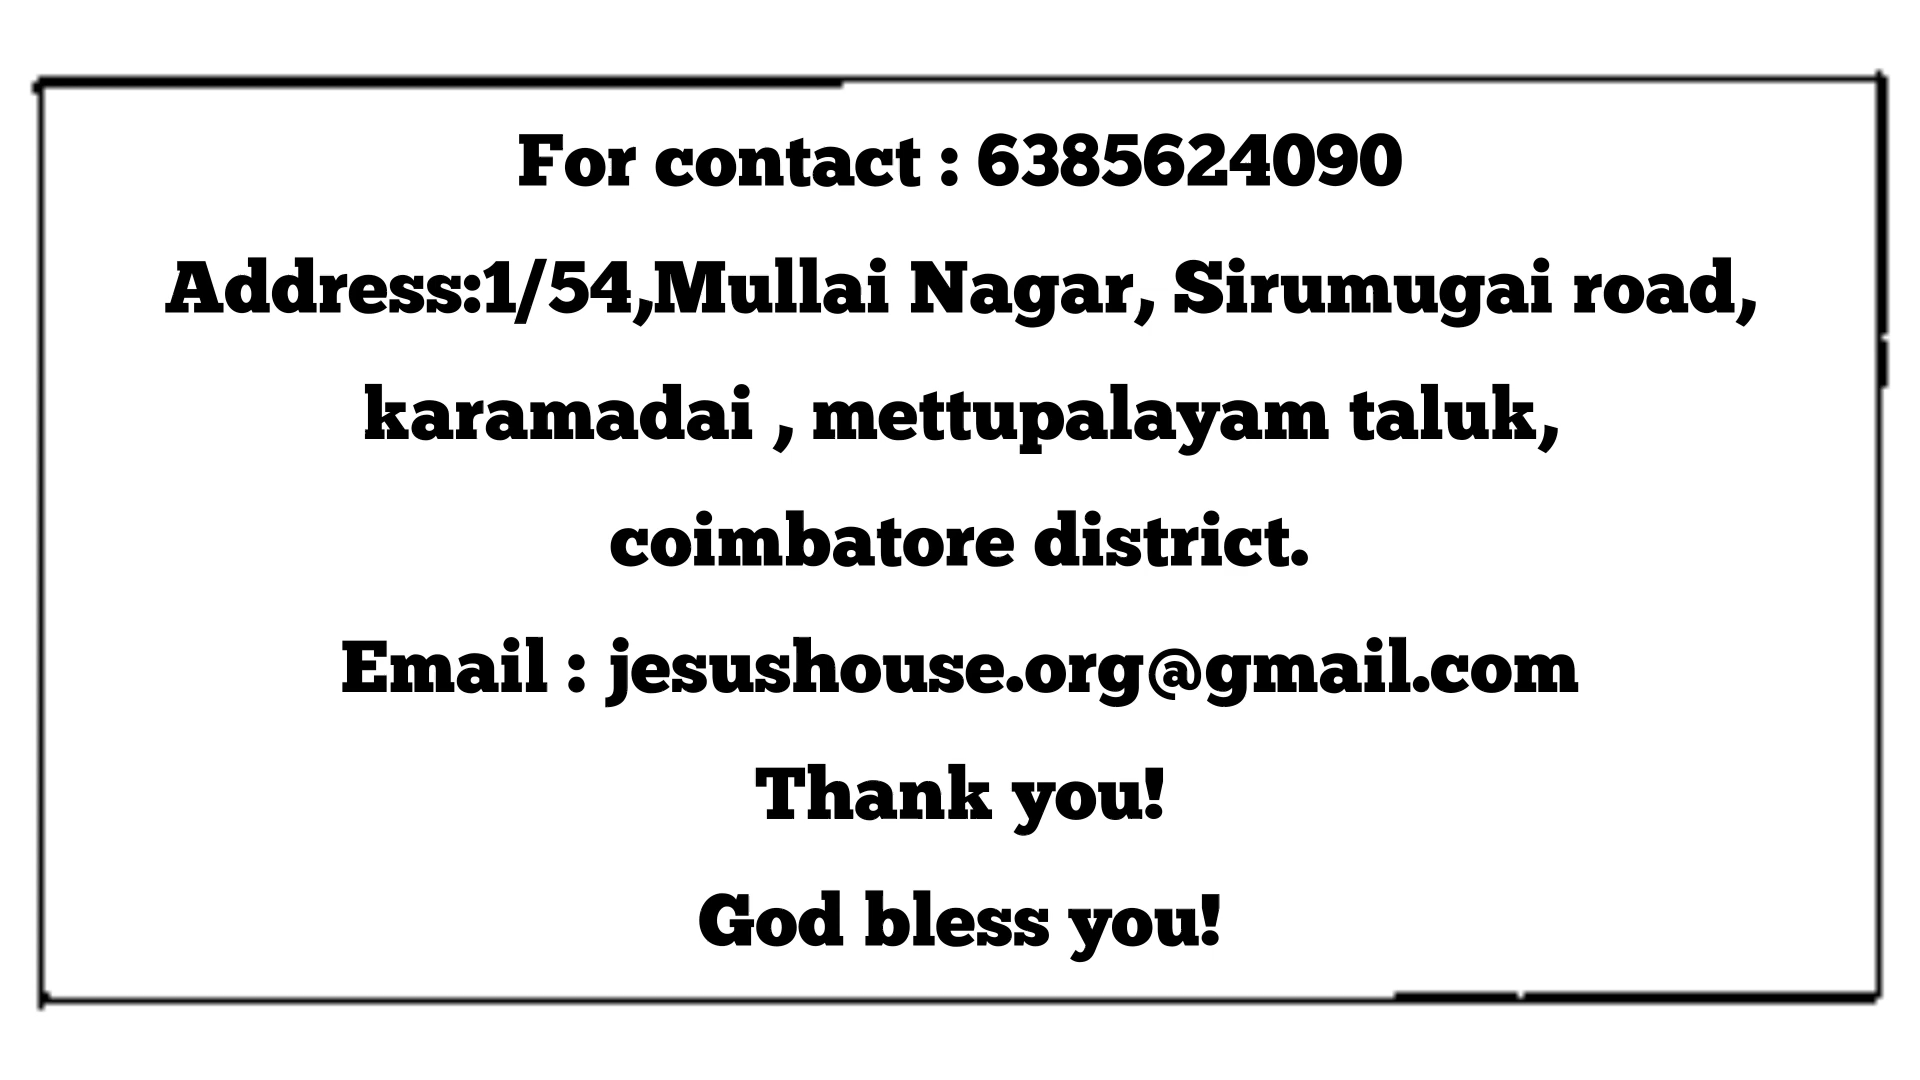 For contact : 6385624090
Address:1/54,Mullai Nagar, Sirumugai road,
karamadai , mettupalayam taluk,
coimbatore district.
Email : jesushouse.org@gmail.com
Thank you!
God bless you!